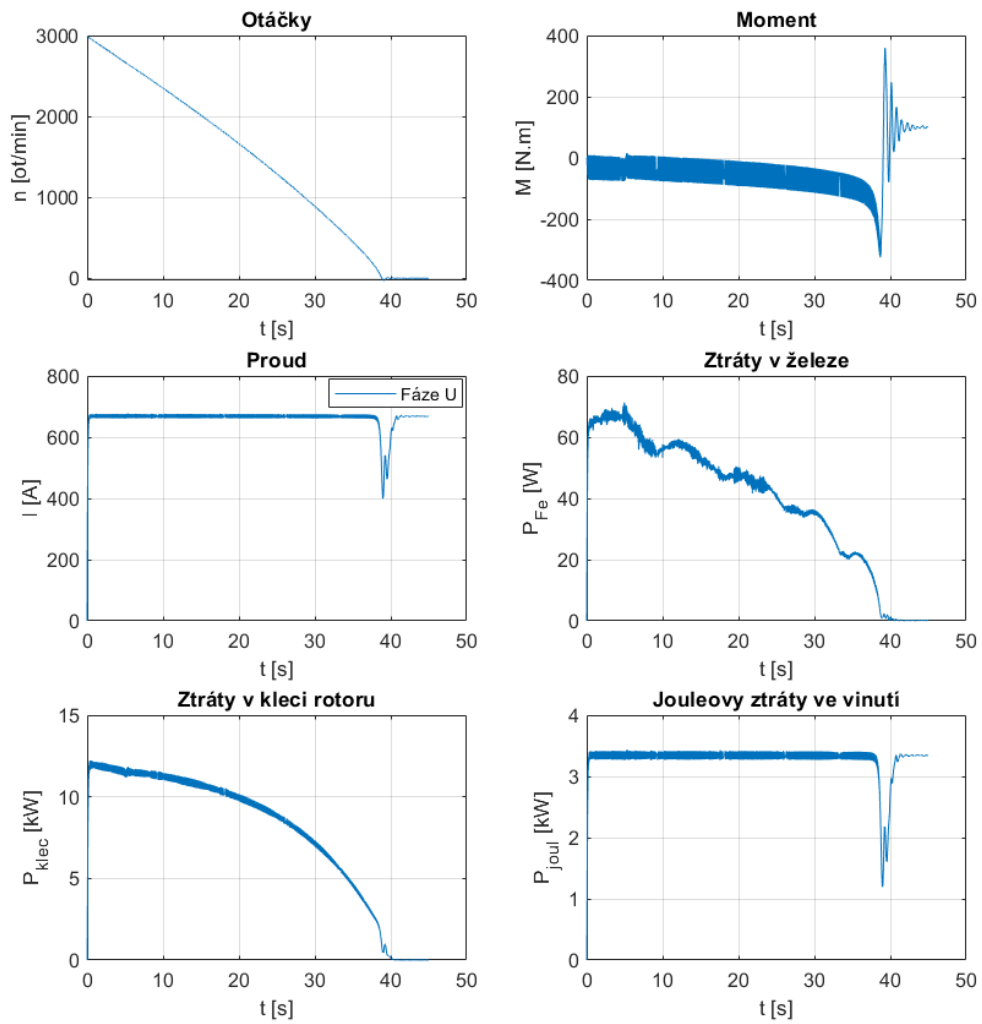 Otáčky
3000
2000
1000
0
n [ot/min]
0 10 20 30 40 50
t [s]
Moment
400
200
0
-200
-400
M [N.m]
0 10 20 30 40 50
t [s]
Proud
800
600
400
200
0
I [A]
Fáze U
0 10 20 30 40 50
t [s]
Ztráty v železe
80
60
40
20
0
P_Fe [W]
0 10 20 30 40 50
t [s]
Ztráty v kleci rotoru
15
10
5
0
P_klec [kW]
0 10 20 30 40 50
t [s]
Jouleovy ztráty ve vinutí
4
3
2
1
0
P_joul [kW]
0 10 20 30 40 50
t [s]